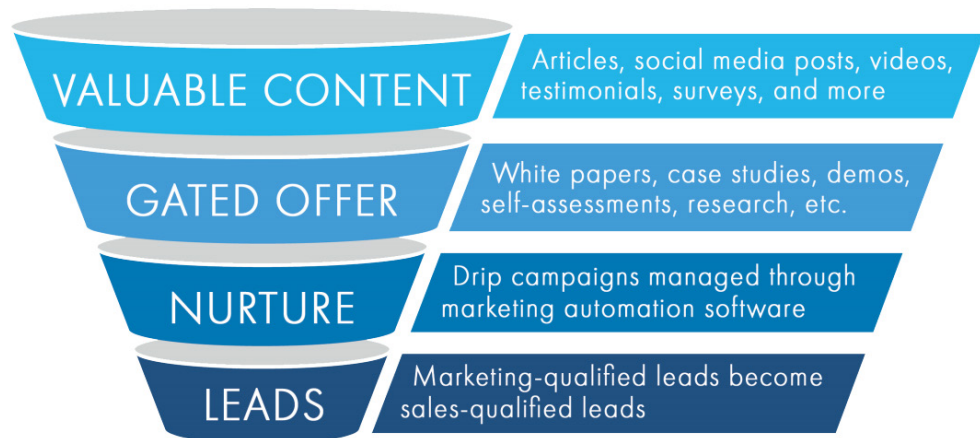 VALUABLE CONTENT
Articles, social media posts, videos,
testimonials, surveys, and more
GATED OFFER
White papers, case studies, demos,
self-assessments, research, etc.
NURTURE
Drip campaigns managed through
marketing automation software
LEADS
Marketing-qualified leads become
sales-qualified leads